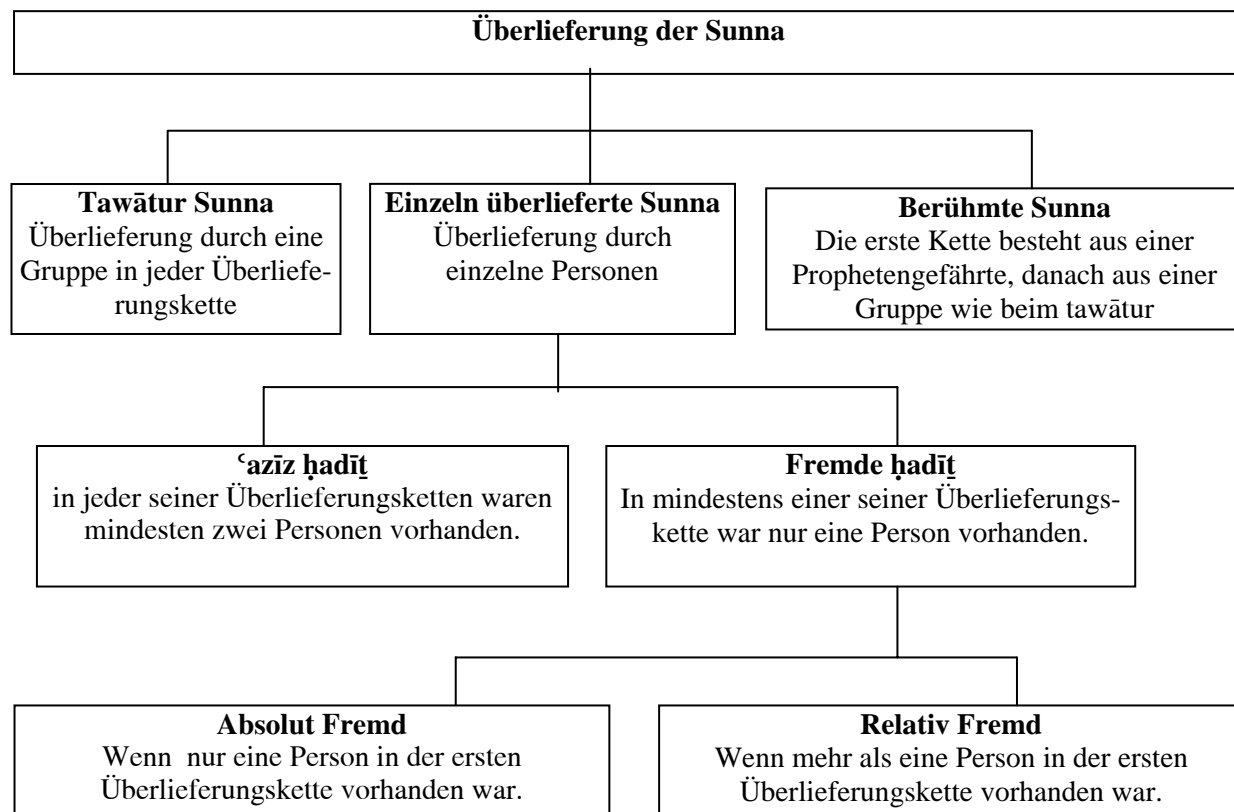 Überlieferung der Sunna
Tawātur Sunna
Überlieferung durch eine
Gruppe in jeder Überliefe-
rungskette
Einzeln überlieferte Sunna
Überlieferung durch
einzelne Personen
Berühmte Sunna
Die erste Kette besteht aus einer
Prophetengefährte, danach aus einer
Gruppe wie beim tawātur
ʿazīz ḥadīṯ
in jeder seiner Überlieferungsketten waren
mindesten zwei Personen vorhanden.
Fremde ḥadīṯ
In mindestens einer seiner Überlieferungs-
kette war nur eine Person vorhanden.
Absolut Fremd
Wenn nur eine Person in der ersten
Überlieferungskette vorhanden war.
Relativ Fremd
Wenn mehr als eine Person in der ersten
Überlieferungskette vorhanden war.